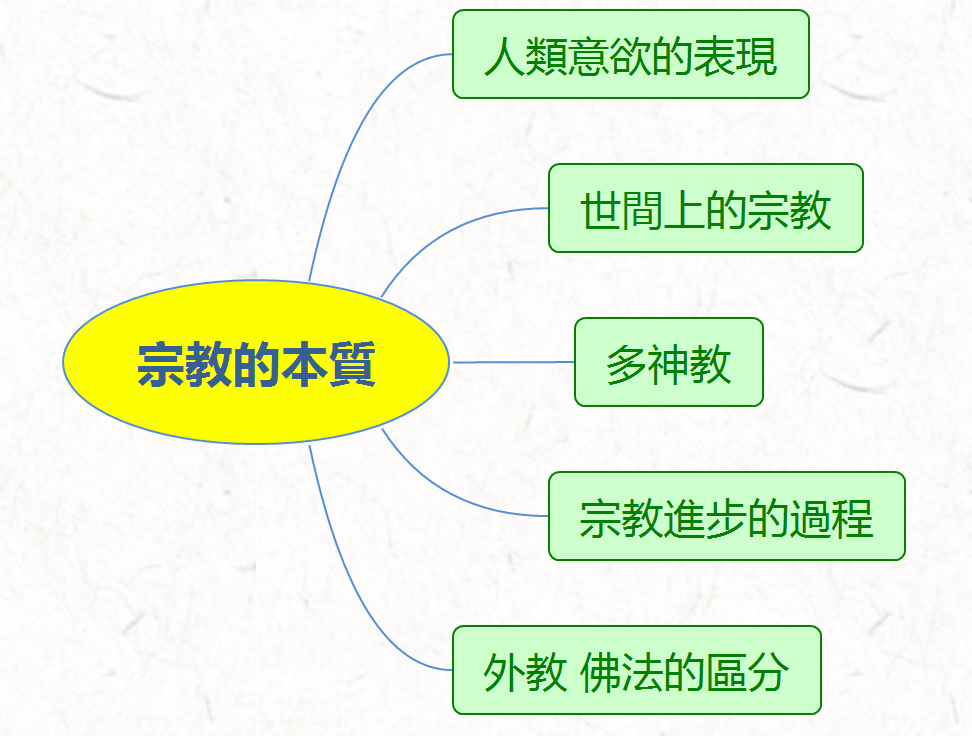 人類意欲的表現
世間上的宗教
宗教的本質
多神教
宗教進步的過程
外教 佛法的區分